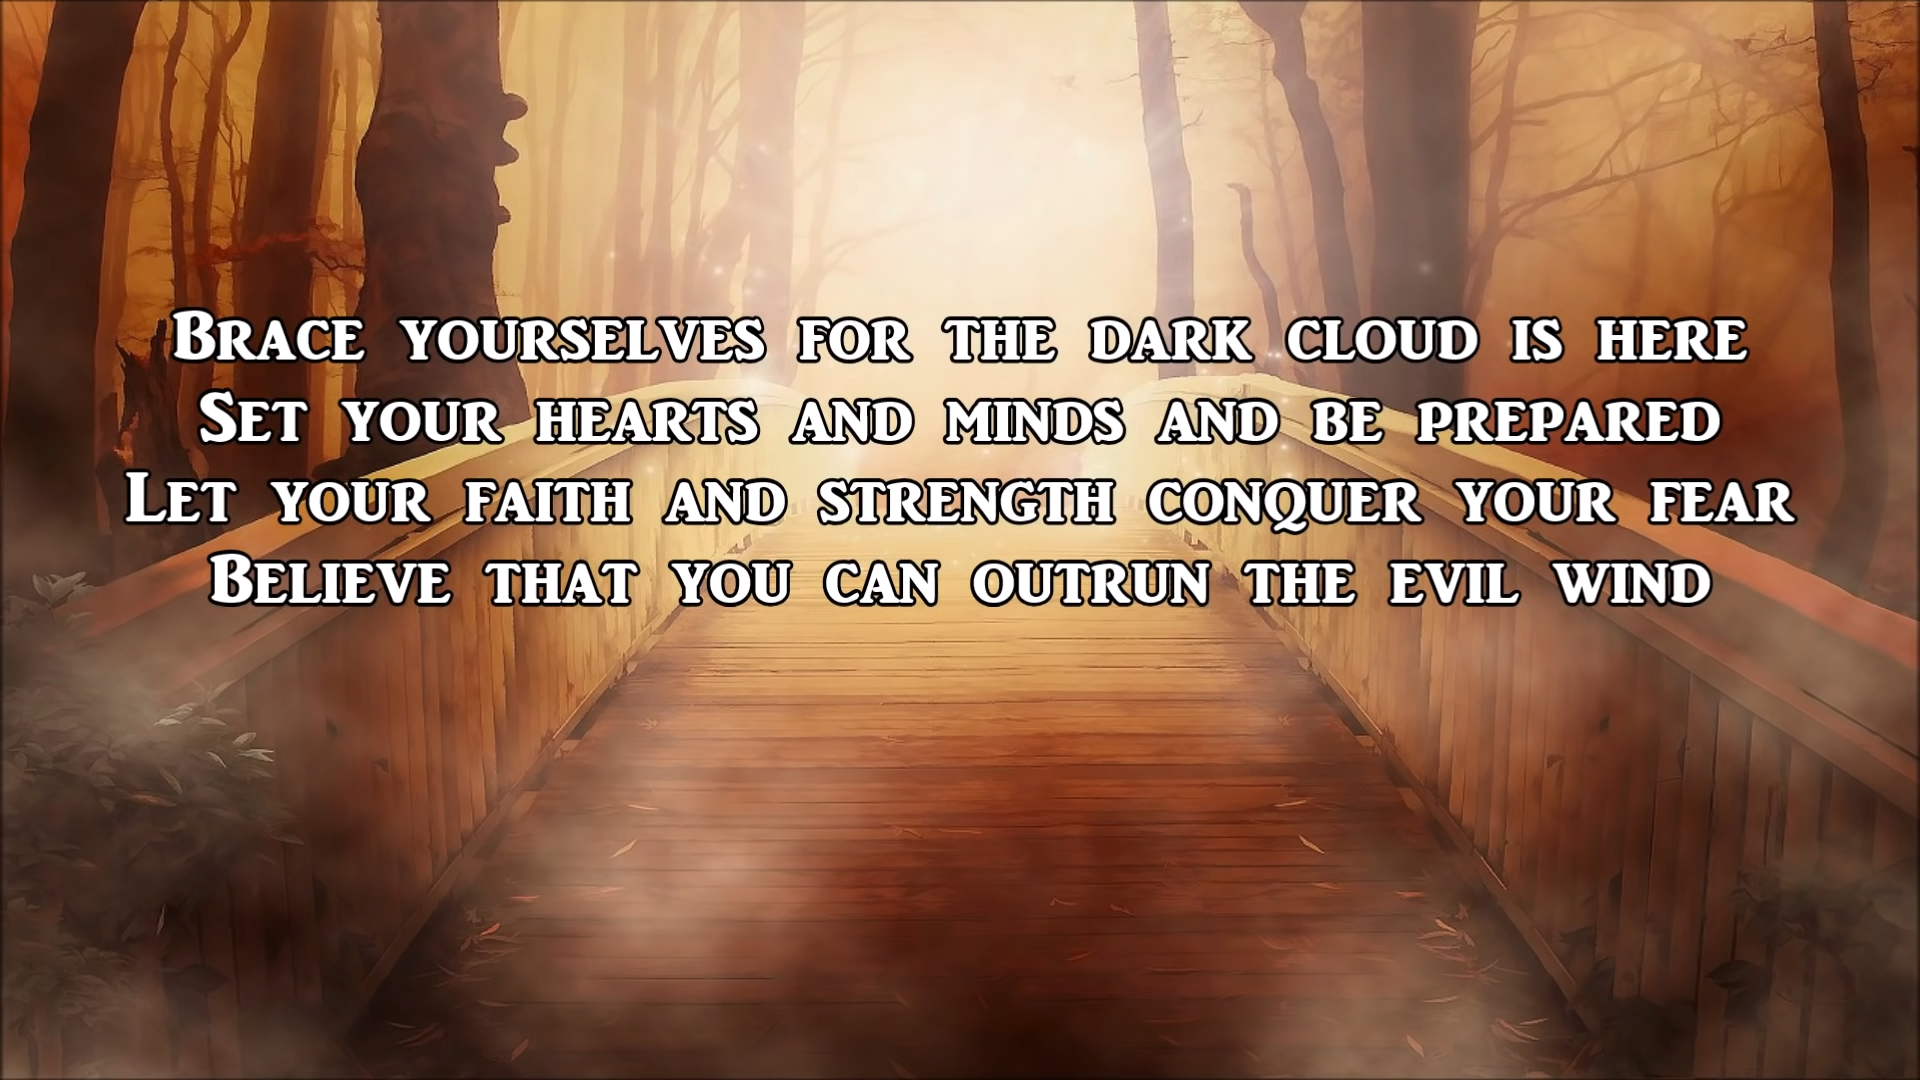 Brace yourselves for the dark cloud is here
Set your hearts and minds and be prepared
Let your faith and strength conquer your fear
Believe that you can outrun the evil wind